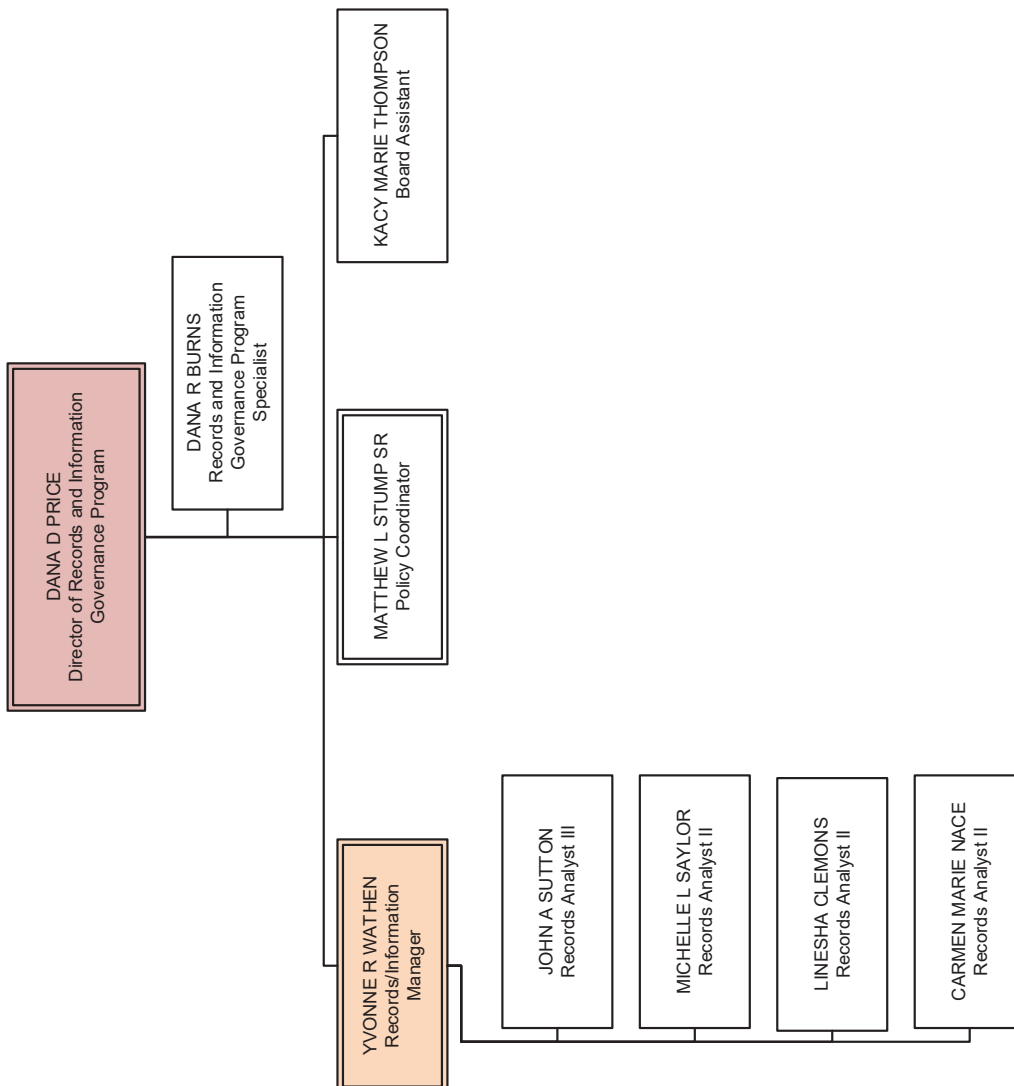 DANA D PRICE
Director of Records and Information
Governance Program
DANA R BURNS
Records and Information
Governance Program
Specialist
YVONNE R WATHEN
Records/Information
Manager
MATTHEW L STUMP SR
Policy Coordinator
KACY MARIE THOMPSON
Board Assistant
JOHN A SUTTON
Records Analyst III
MICHELLE L SAYLOR
Records Analyst II
LINESHA CLEMONS
Records Analyst II
CARMEN MARIE NACE
Records Analyst II